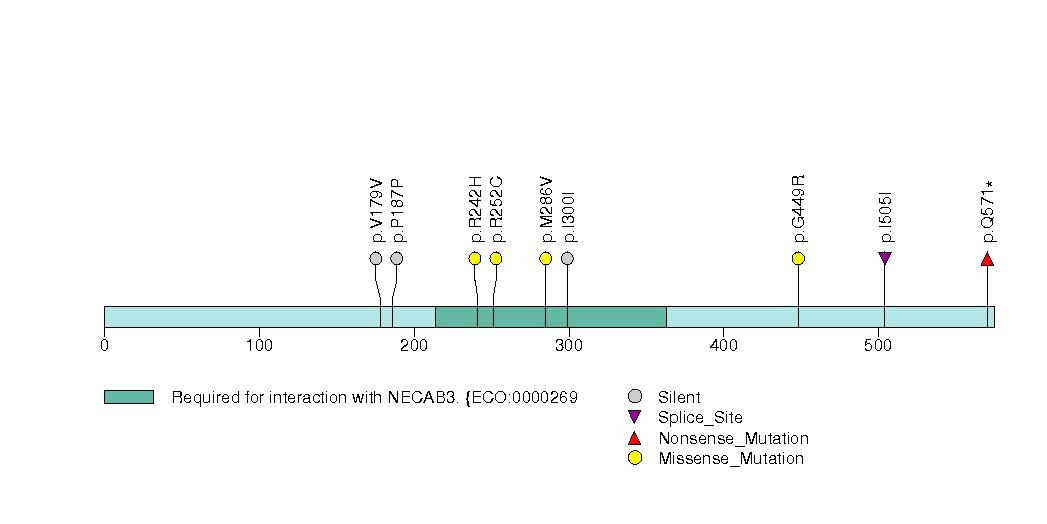 p.V179V
p.P187P
p.R242H
p.R252C
p.M286V
p.I300I
p.G449R
p.I505I
p.Q571*
0 100 200 300 400 500
Required for interaction with NECAB3. {ECO:0000269
Silent
Splice_Site
Nonsense_Mutation
Missense_Mutation